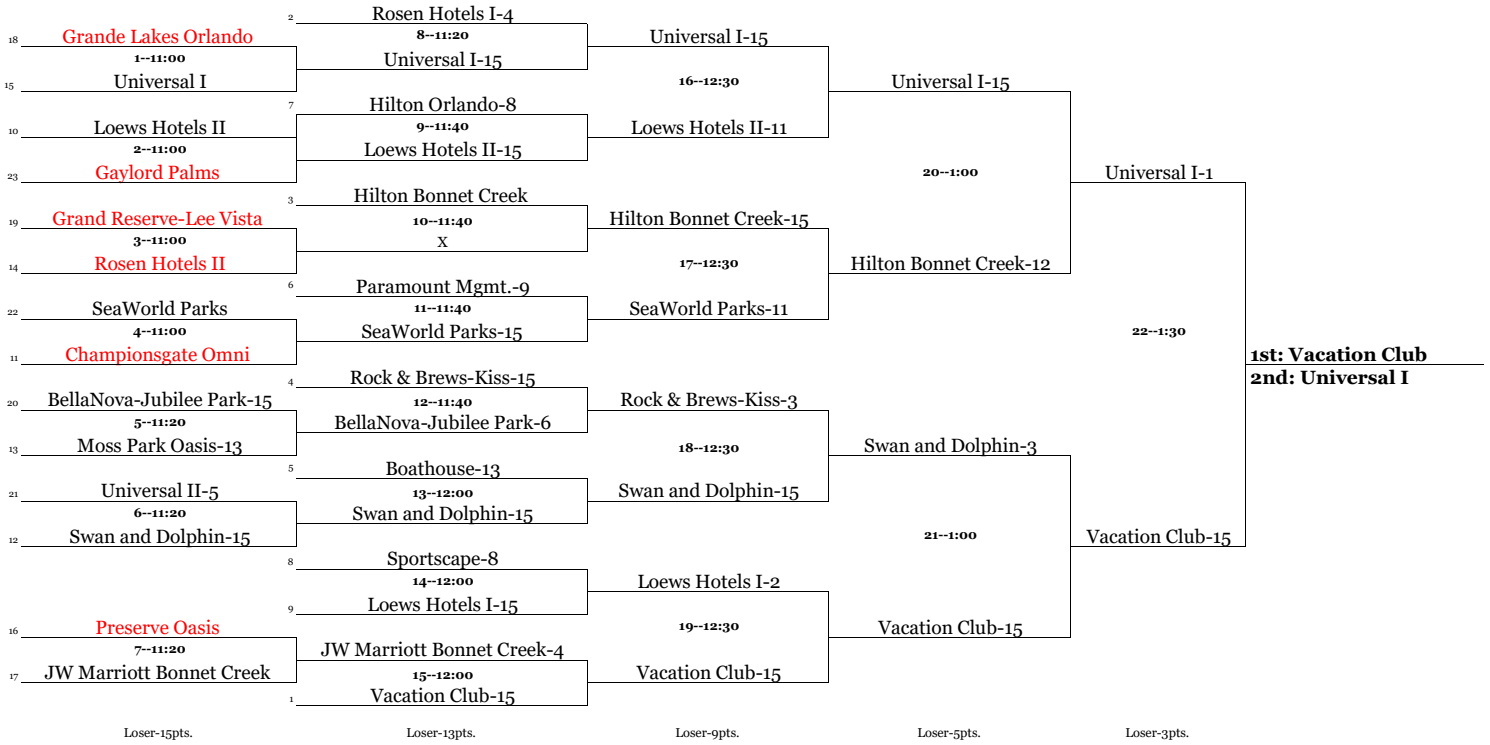 2 Rosen Hotels I-4
18 Grande Lakes Orlando
8--11:20
Universal I-15
1--11:00
Universal I-15
15 Universal I
16--12:30
Universal I-15
7 Hilton Orlando-8
10 Loews Hotels II
9--11:40
Loews Hotels II-11
2--11:00
Loews Hotels II-15
23 Gaylord Palms
20--1:00
Universal I-1
3 Hilton Bonnet Creek
19 Grand Reserve-Lee Vista
10--11:40
Hilton Bonnet Creek-15
3--11:00
X
14 Rosen Hotels II
17--12:30
Hilton Bonnet Creek-12
6 Paramount Mgmt.-9
22 SeaWorld Parks
11--11:40
SeaWorld Parks-11
4--11:00
SeaWorld Parks-15
22--1:30
11 Championsgate Omni
1st: Vacation Club
2nd: Universal I
4 Rock & Brews-Kiss-15
20 BellaNova-Jubilee Park-15
12--11:40
Rock & Brews-Kiss-3
5--11:20
BellaNova-Jubilee Park-6
13 Moss Park Oasis-13
18--12:30
Swan and Dolphin-3
5 Boathouse-13
21 Universal II-5
13--12:00
Swan and Dolphin-15
6--11:20
Swan and Dolphin-15
12 Swan and Dolphin-15
21--1:00
Vacation Club-15
8 Sportscape-8
14--12:00
Loews Hotels I-2
9 Loews Hotels I-15
16 Preserve Oasis
19--12:30
Vacation Club-15
7--11:20
JW Marriott Bonnet Creek-4
17 JW Marriott Bonnet Creek
15--12:00
Vacation Club-15
1 Vacation Club-15
Loser-15pts.
Loser-13pts.
Loser-9pts.
Loser-5pts.
Loser-3pts.